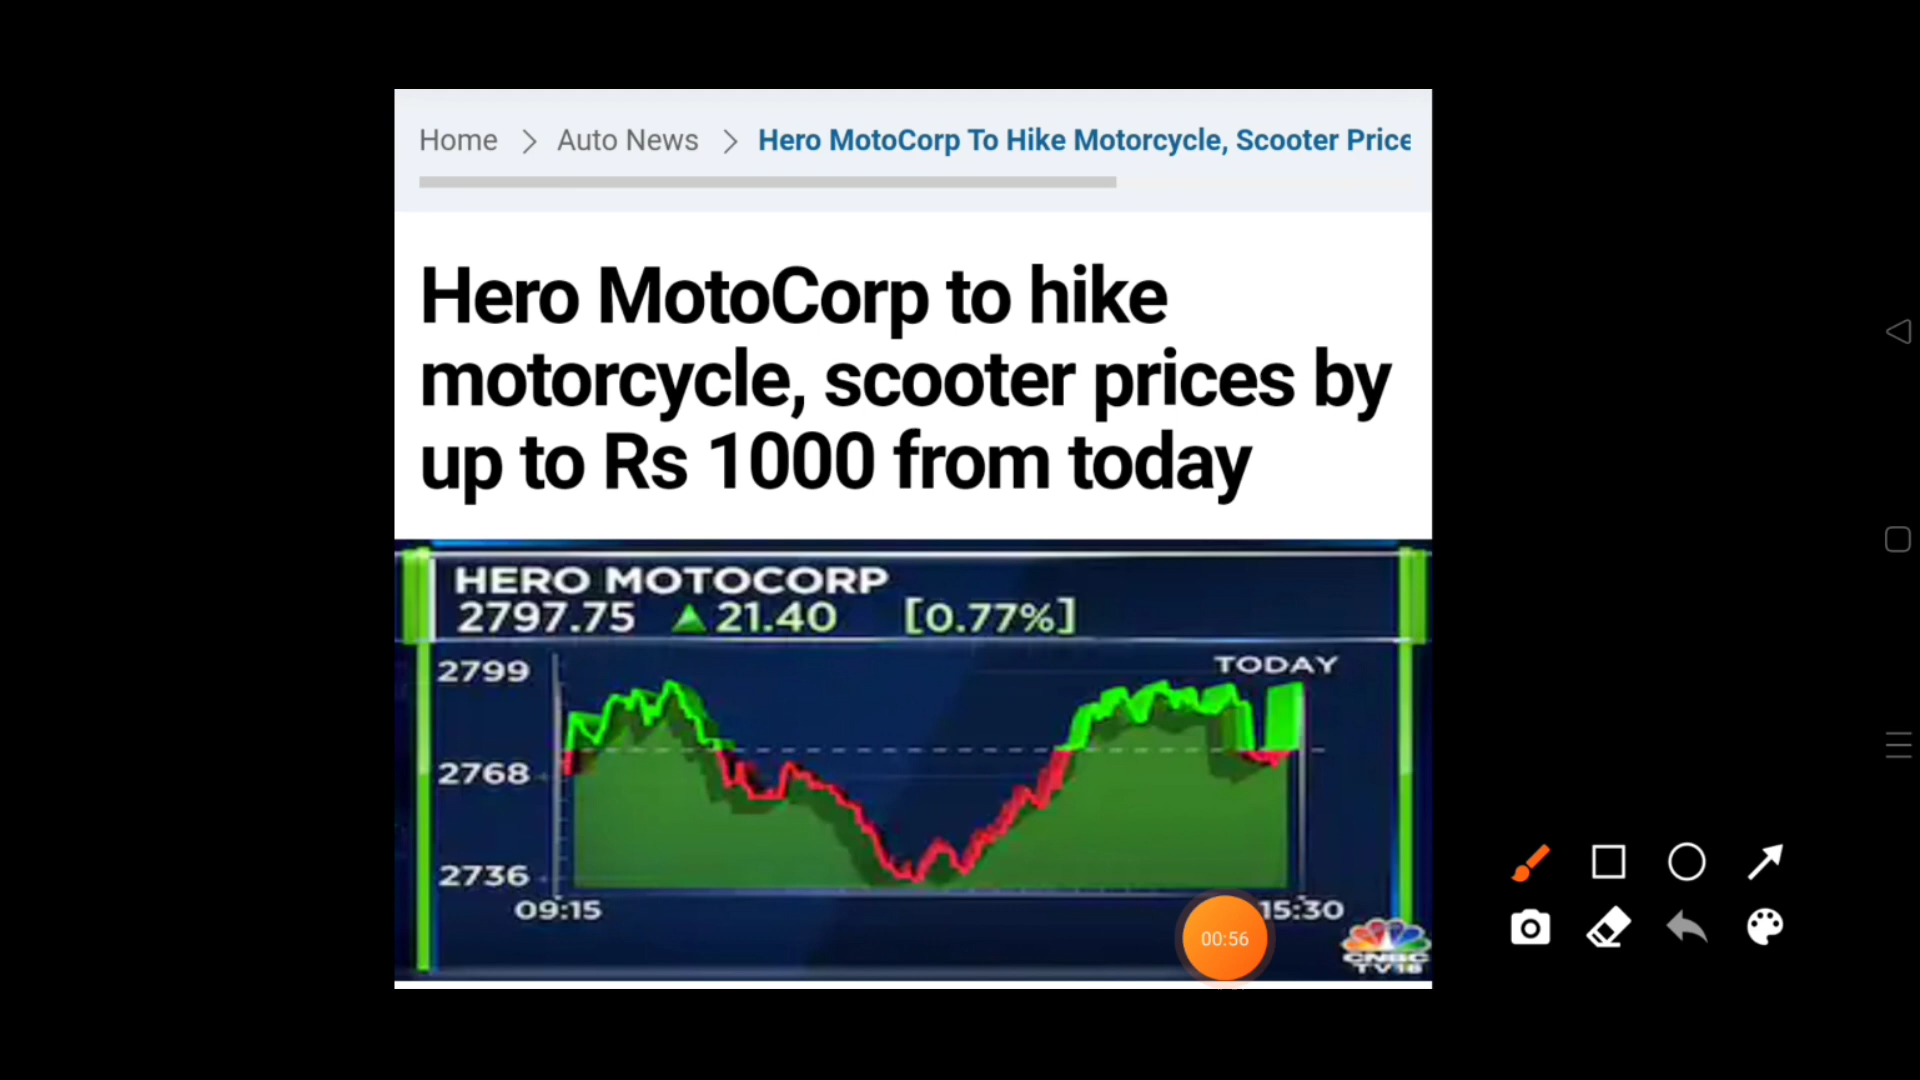 Home > Auto News > Hero MotoCorp To Hike Motorcycle, Scooter Price
Hero MotoCorp to hike
motorcycle, scooter prices by
up to Rs 1000 from today
HERO MOTOCORP
2797.75 ▲ 21.40 [0.77%]
TODAY
2799
2768
2736
09:15
15:30
00:56
CNBC
TV18